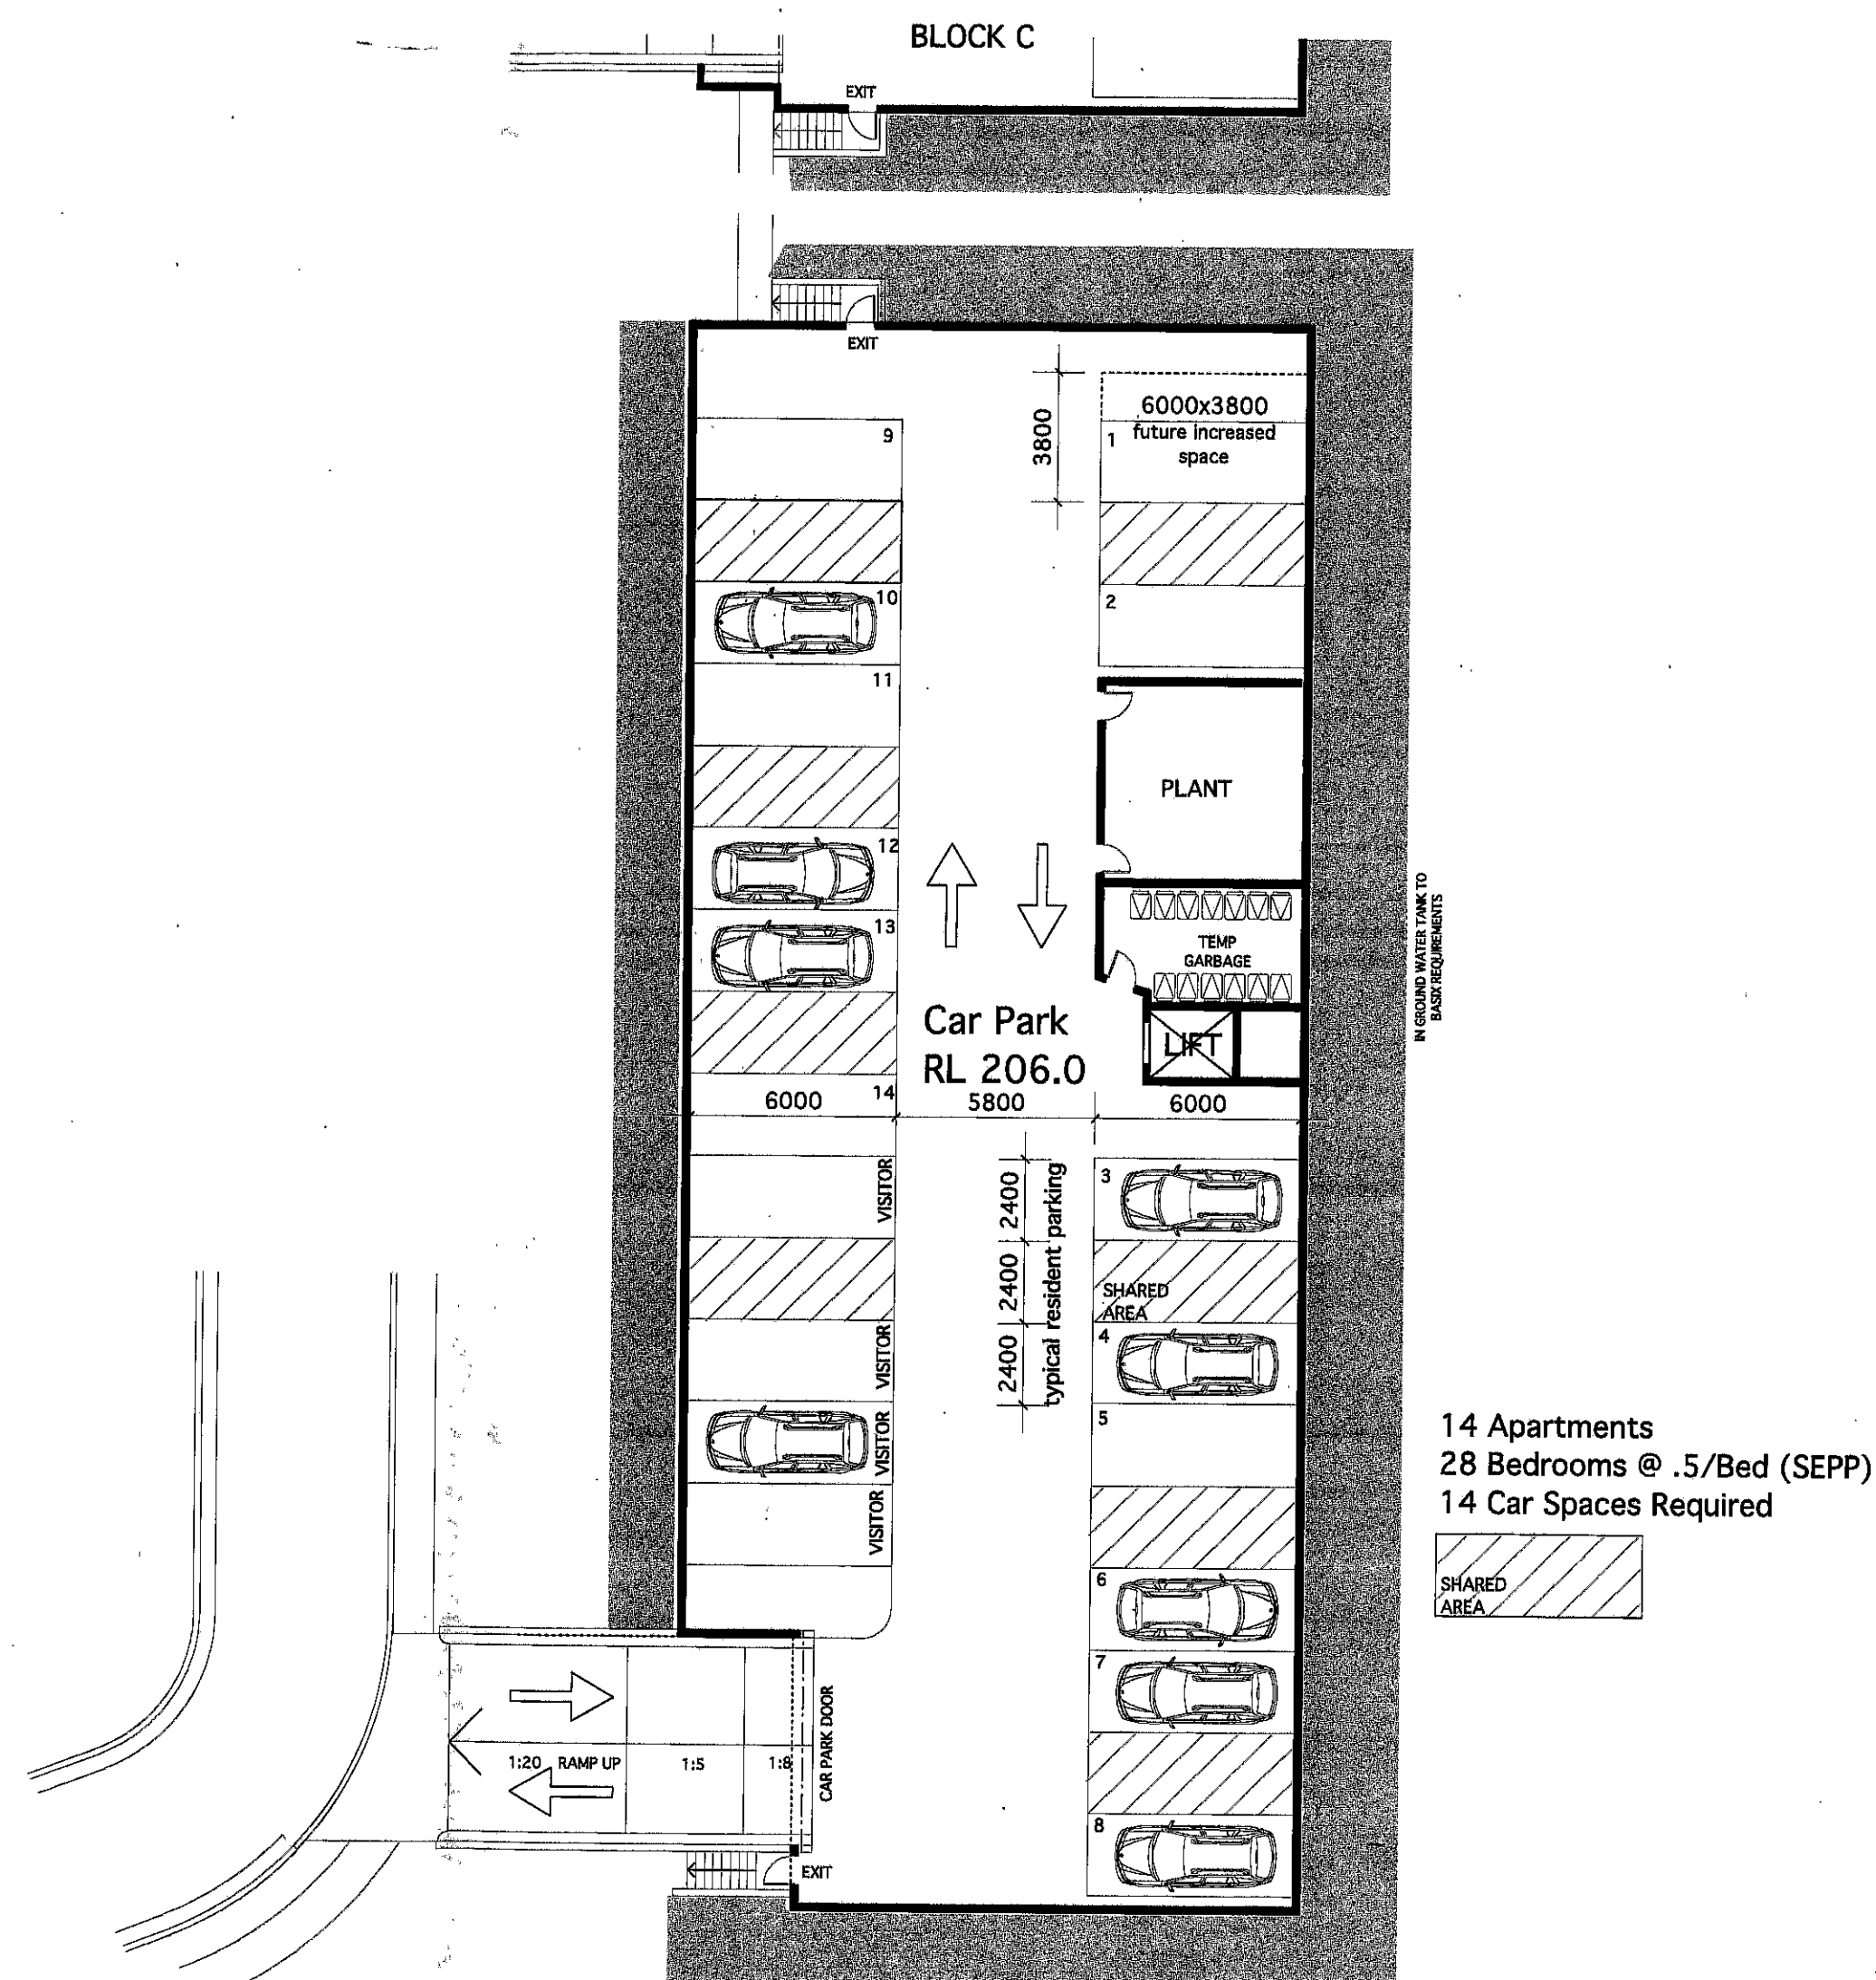 BLOCK C
EXIT
EXIT
6000x3800
future increased
space
3800
9
1
10
2
11
PLANT
12
13
TEMP
GARBAGE
IN GROUND WATER TANK TO
BASIX REQUIREMENTS
Car Park
RL 206.0
LIFT
14
6000
5800
6000
VISITOR
2400
2400
2400
typical resident parking
3
SHARED
AREA
4
VISITOR
5
VISITOR
VISITOR
14 Apartments
28 Bedrooms @ .5/Bed (SEPP)
14 Car Spaces Required
SHARED
AREA
6
7
CAR PARK DOOR
1:20 RAMP UP
1:5
1:8
8
EXIT